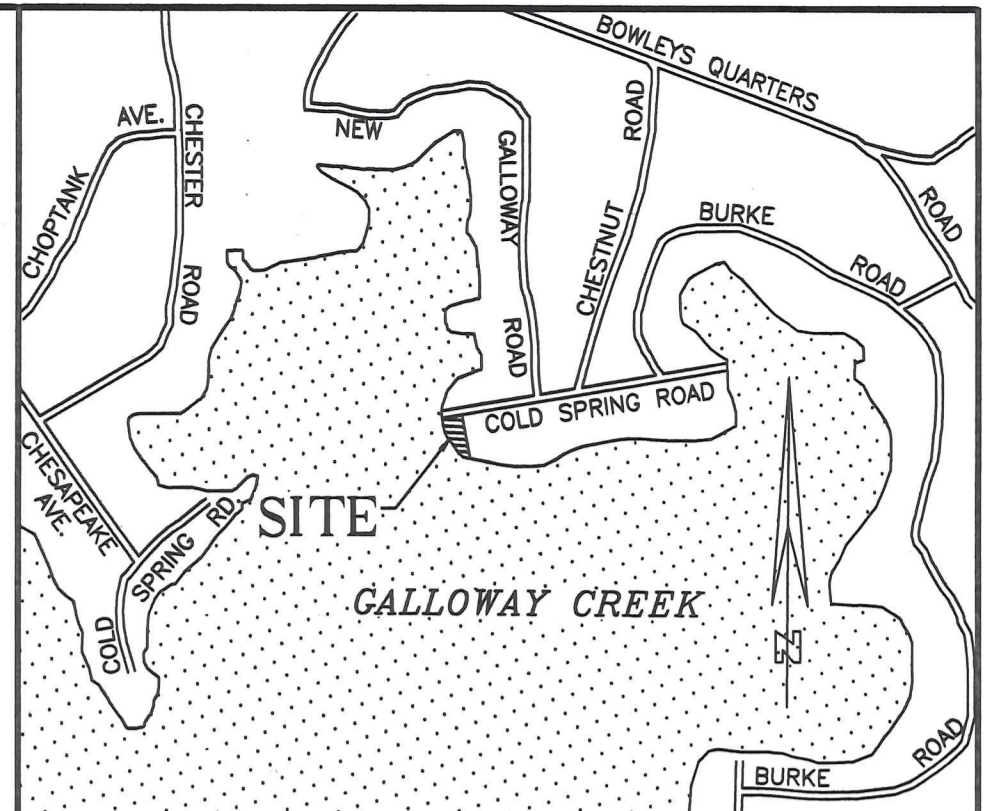 BOWLEYS QUARTERS ROAD
AVE.
CHOPTANK
CHESTER ROAD
NEW GALLOWAY ROAD
CHESTNUT ROAD
BURKE ROAD
COLD SPRING ROAD
CHESAPEAKE AVE.
COLD SPRING RD.
SITE
GALLOWAY CREEK
N
BURKE ROAD